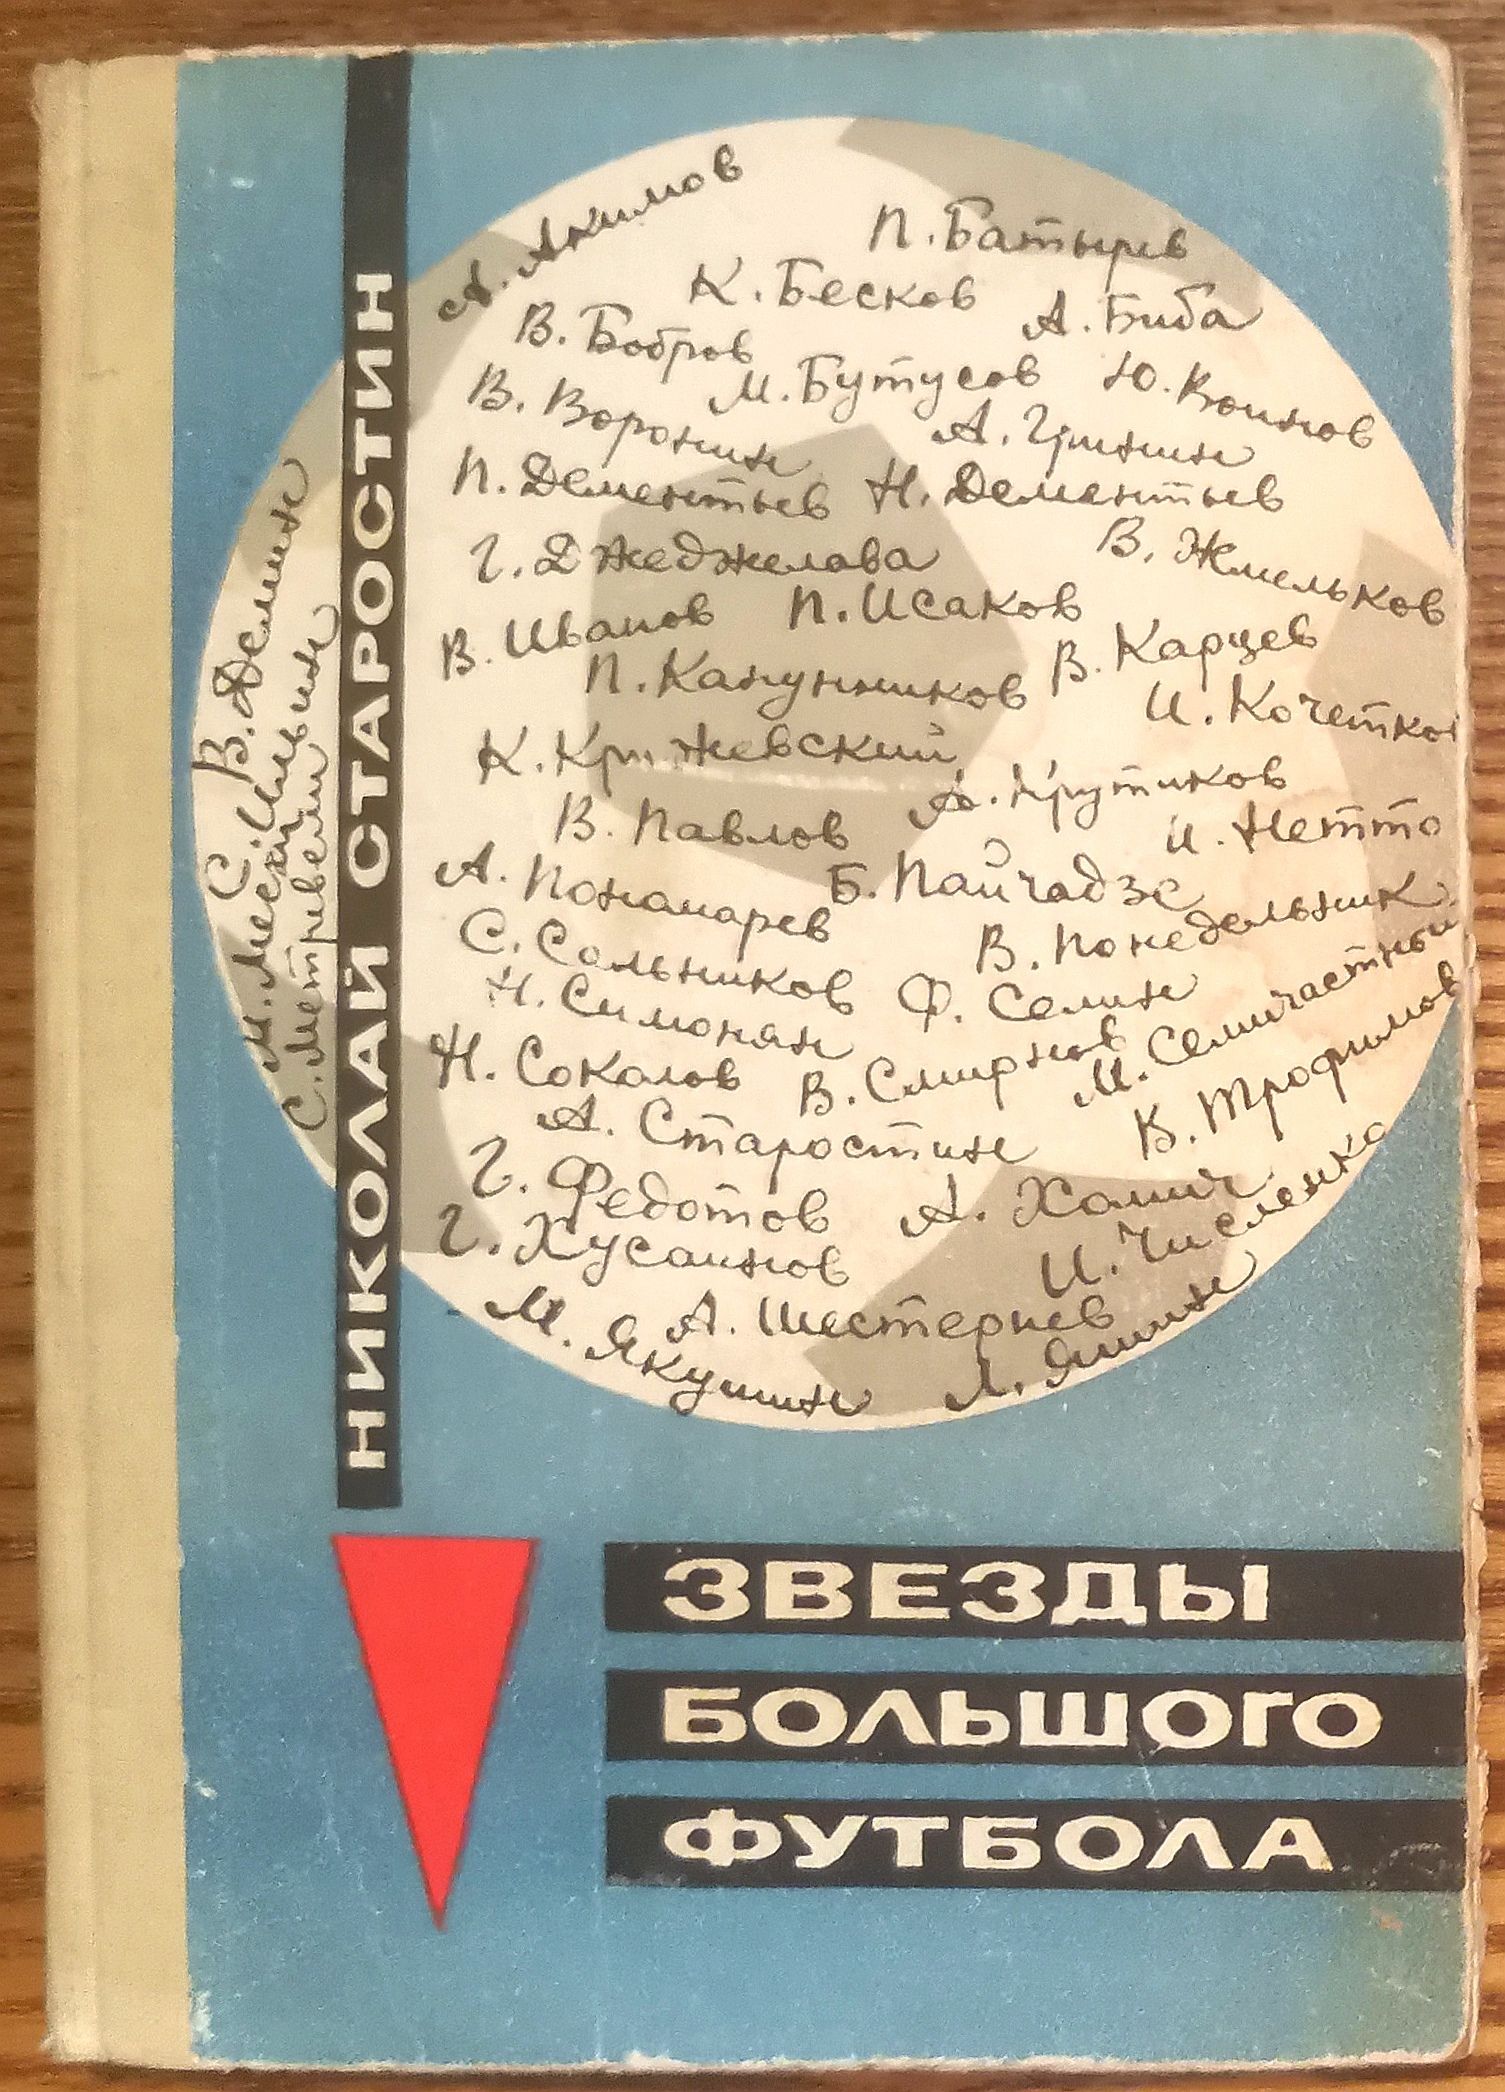 НИКОЛАЙ СТАРОСТИН
А. Акимов
П. Батырев
К. Бесков
А. Биба
В. Бобров
М. Бутусов
Ю. Воинов
В. Воронин
А. Гринин
П. Дементьев
Н. Дементьев
В. Демин
Г. Джеджелава
В. Жмельков
В. Иванов
С. Ильин
П. Исаков
П. Канунников
В. Карцев
И. Кочетков
К. Крижевский
А. Крутиков
М. Месхи
С. Метревели
В. Павлов
И. Нетто
Б. Пайчадзе
А. Пономарев
В. Понедельник
С. Сальников
Ф. Селин
М. Семичастный
Н. Симонян
В. Смирнов
Н. Соколов
А. Старостин
В. Трофимов
Г. Федотов
А. Хомич
Г. Хусаинов
И. Численко
А. Шестернев
М. Якушин
Л. Яшин
ЗВЕЗДЫ
БОЛЬШОГО
ФУТБОЛА